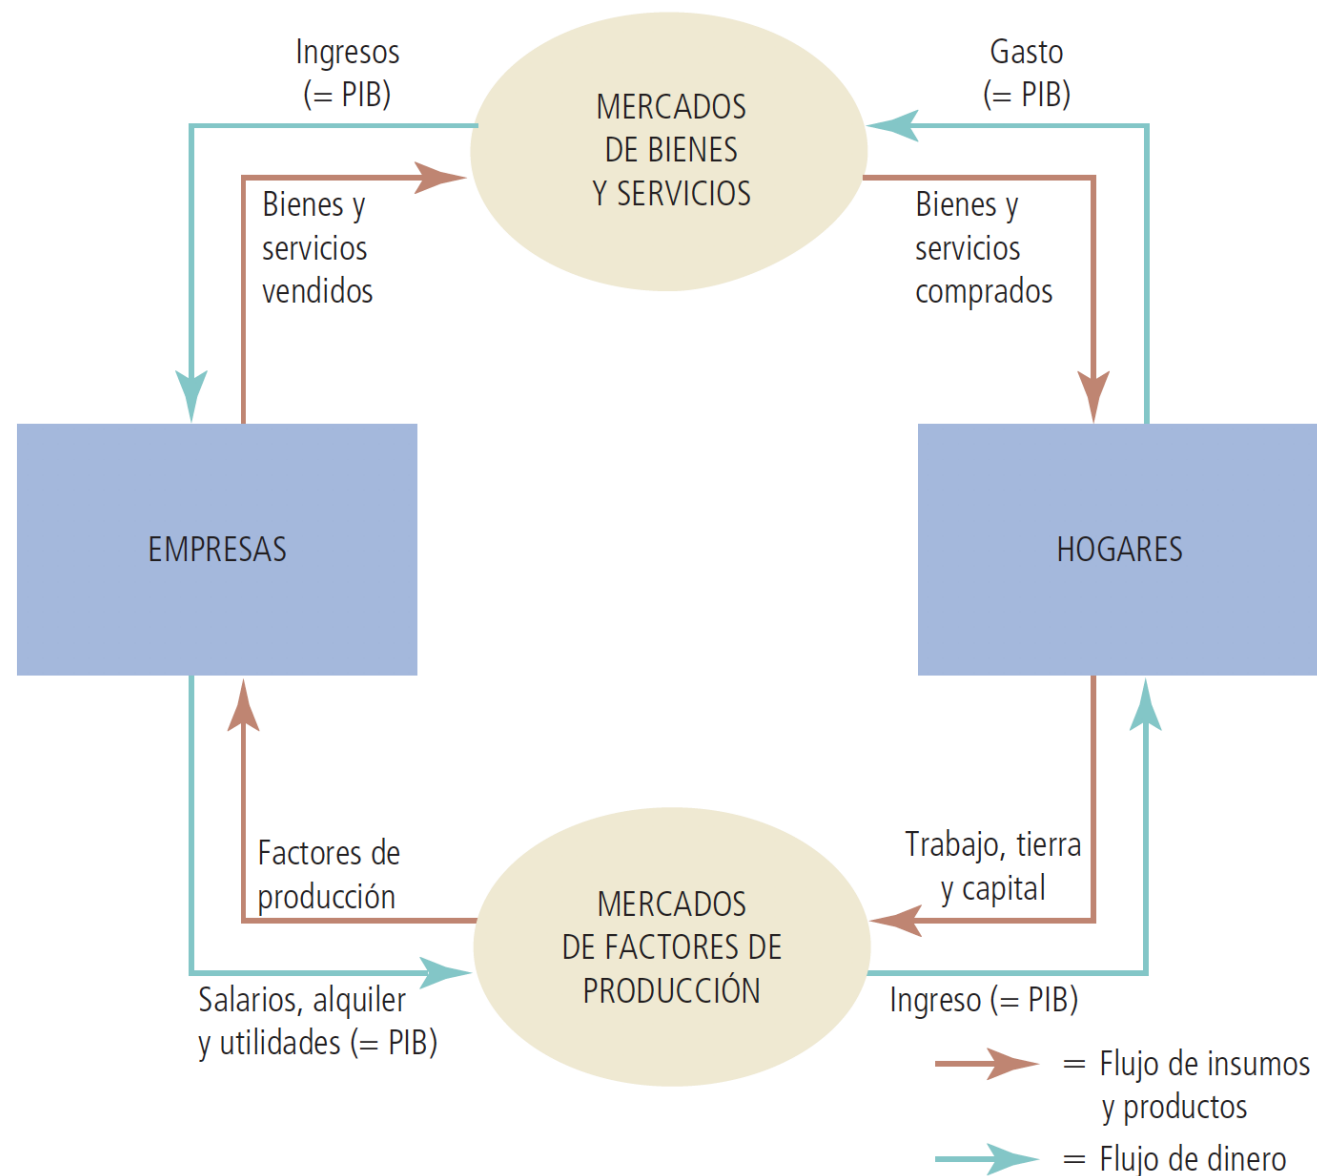 Ingresos
(= PIB)
MERCADOS
DE BIENES
Y SERVICIOS
Gasto
(= PIB)
Bienes y
servicios
vendidos
Bienes y
servicios
comprados
EMPRESAS
HOGARES
Factores de
producción
MERCADOS
DE FACTORES DE
PRODUCCIÓN
Trabajo, tierra
y capital
Salarios, alquiler
y utilidades (= PIB)
Ingreso (= PIB)
= Flujo de insumos
y productos
= Flujo de dinero